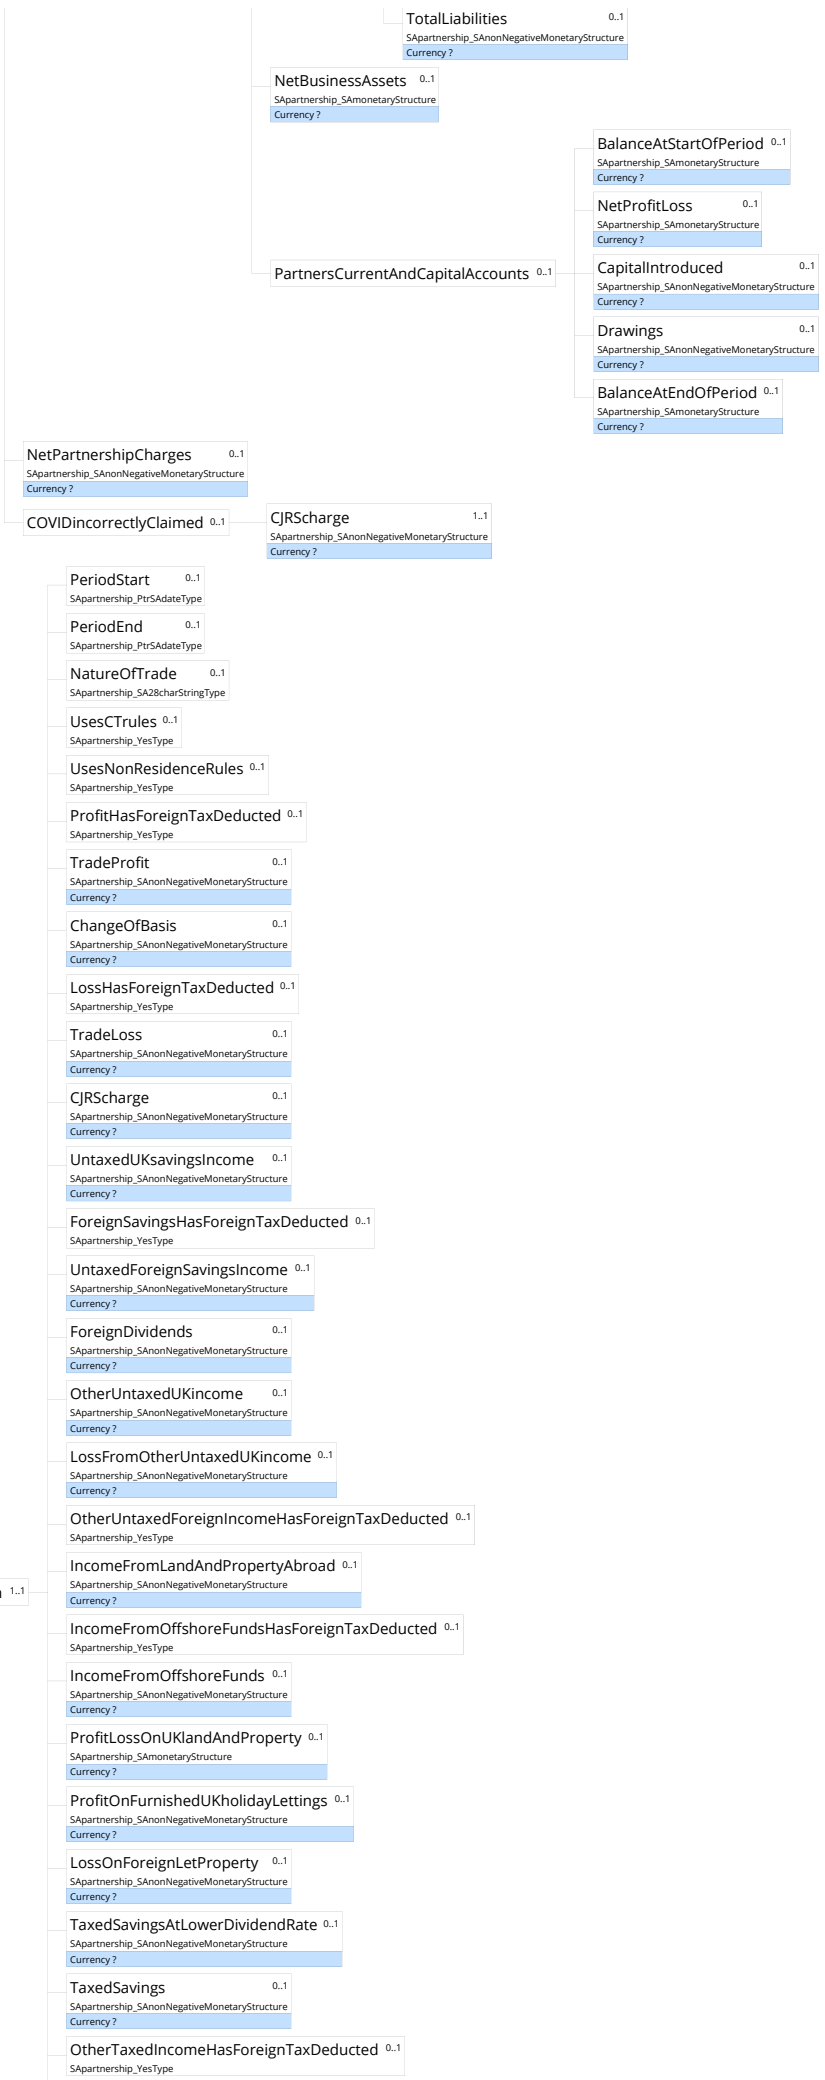 TotalLiabilities 0..1
SApartnership_SAnonNegativeMonetaryStructure
Currency ?
NetBusinessAssets 0..1
SApartnership_SAmonetaryStructure
Currency ?
BalanceAtStartOfPeriod 0..1
SApartnership_SAmonetaryStructure
Currency ?
NetProfitLoss 0..1
SApartnership_SAmonetaryStructure
Currency ?
PartnersCurrentAndCapitalAccounts 0..1
CapitalIntroduced 0..1
SApartnership_SAnonNegativeMonetaryStructure
Currency ?
Drawings 0..1
SApartnership_SAnonNegativeMonetaryStructure
Currency ?
BalanceAtEndOfPeriod 0..1
SApartnership_SAmonetaryStructure
Currency ?
NetPartnershipCharges 0..1
SApartnership_SAnonNegativeMonetaryStructure
Currency ?
COVIDincorrectlyClaimed 0..1
CJRScharge 1..1
SApartnership_SAnonNegativeMonetaryStructure
Currency ?
PeriodStart 0..1
SApartnership_PtrSAdateType
PeriodEnd 0..1
SApartnership_PtrSAdateType
NatureOfTrade 0..1
SApartnership_SA28charStringType
UsesCTrules 0..1
SApartnership_YesType
UsesNonResidenceRules 0..1
SApartnership_YesType
ProfitHasForeignTaxDeducted 0..1
SApartnership_YesType
TradeProfit 0..1
SApartnership_SAnonNegativeMonetaryStructure
Currency ?
ChangeOfBasis 0..1
SApartnership_SAnonNegativeMonetaryStructure
Currency ?
LossHasForeignTaxDeducted 0..1
SApartnership_YesType
TradeLoss 0..1
SApartnership_SAnonNegativeMonetaryStructure
Currency ?
CJRScharge 0..1
SApartnership_SAnonNegativeMonetaryStructure
Currency ?
UntaxedUKsavingsIncome 0..1
SApartnership_SAnonNegativeMonetaryStructure
Currency ?
ForeignSavingsHasForeignTaxDeducted 0..1
SApartnership_YesType
UntaxedForeignSavingsIncome 0..1
SApartnership_SAnonNegativeMonetaryStructure
Currency ?
ForeignDividends 0..1
SApartnership_SAnonNegativeMonetaryStructure
Currency ?
OtherUntaxedUKincome 0..1
SApartnership_SAnonNegativeMonetaryStructure
Currency ?
LossFromOtherUntaxedUKincome 0..1
SApartnership_SAnonNegativeMonetaryStructure
Currency ?
OtherUntaxedForeignIncomeHasForeignTaxDeducted 0..1
SApartnership_YesType
IncomeFromLandAndPropertyAbroad 0..1
SApartnership_SAnonNegativeMonetaryStructure
Currency ?
1..1
IncomeFromOffshoreFundsHasForeignTaxDeducted 0..1
SApartnership_YesType
IncomeFromOffshoreFunds 0..1
SApartnership_SAnonNegativeMonetaryStructure
Currency ?
ProfitLossOnUKlandAndProperty 0..1
SApartnership_SAmonetaryStructure
Currency ?
ProfitOnFurnishedUKholidayLettings 0..1
SApartnership_SAnonNegativeMonetaryStructure
Currency ?
LossOnForeignLetProperty 0..1
SApartnership_SAnonNegativeMonetaryStructure
Currency ?
TaxedSavingsAtLowerDividendRate 0..1
SApartnership_SAnonNegativeMonetaryStructure
Currency ?
TaxedSavings 0..1
SApartnership_SAnonNegativeMonetaryStructure
Currency ?
OtherTaxedIncomeHasForeignTaxDeducted 0..1
SApartnership_YesType